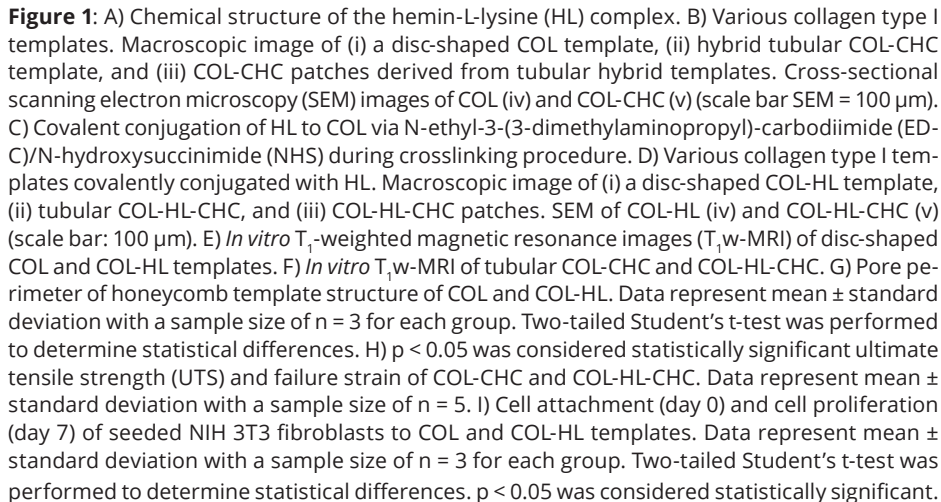 Figure 1: A) Chemical structure of the hemin-L-lysine (HL) complex. B) Various collagen type I
templates. Macroscopic image of (i) a disc-shaped COL template, (ii) hybrid tubular COL-CHC
template, and (iii) COL-CHC patches derived from tubular hybrid templates. Cross-sectional
scanning electron microscopy (SEM) images of COL (iv) and COL-CHC (v) (scale bar SEM = 100 µm).
C) Covalent conjugation of HL to COL via N-ethyl-3-(3-dimethylaminopropyl)-carbodiimide (ED-
C)/N-hydroxysuccinimide (NHS) during crosslinking procedure. D) Various collagen type I tem-
plates covalently conjugated with HL. Macroscopic image of (i) a disc-shaped COL-HL template,
(ii) tubular COL-HL-CHC, and (iii) COL-HL-CHC patches. SEM of COL-HL (iv) and COL-HL-CHC (v)
(scale bar: 100 µm). E) In vitro T₁-weighted magnetic resonance images (T₁w-MRI) of disc-shaped
COL and COL-HL templates. F) In vitro T₁w-MRI of tubular COL-CHC and COL-HL-CHC. G) Pore pe-
rimeter of honeycomb template structure of COL and COL-HL. Data represent mean ± standard
deviation with a sample size of n = 3 for each group. Two-tailed Student’s t-test was performed
to determine statistical differences. H) p < 0.05 was considered statistically significant ultimate
tensile strength (UTS) and failure strain of COL-CHC and COL-HL-CHC. Data represent mean ±
standard deviation with a sample size of n = 5. I) Cell attachment (day 0) and cell proliferation
(day 7) of seeded NIH 3T3 fibroblasts to COL and COL-HL templates. Data represent mean ±
standard deviation with a sample size of n = 3 for each group. Two-tailed Student’s t-test was
performed to determine statistical differences. p < 0.05 was considered statistically significant.